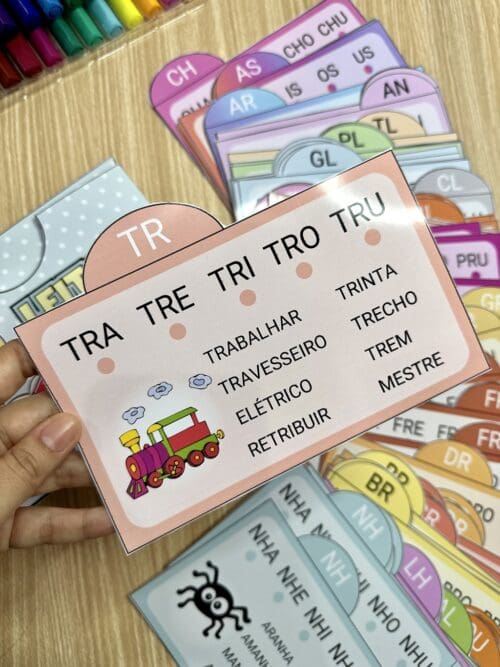 CHO CHU
CH
AS
IS OS US
AR
AN
TL
PL
GL
CL
TR
TRA TRE TRI TRO TRU
TRABALHAR
TRAVESSEIRO
ELÉTRICO
RETRIBUIR
TRINTA
TRECHO
TREM
MESTRE
PRU
FRE
FR
DR
BR
NH
LH
NHA NHE NHI
NHO NHU
NH
NHA NHE NHI
ARANHA